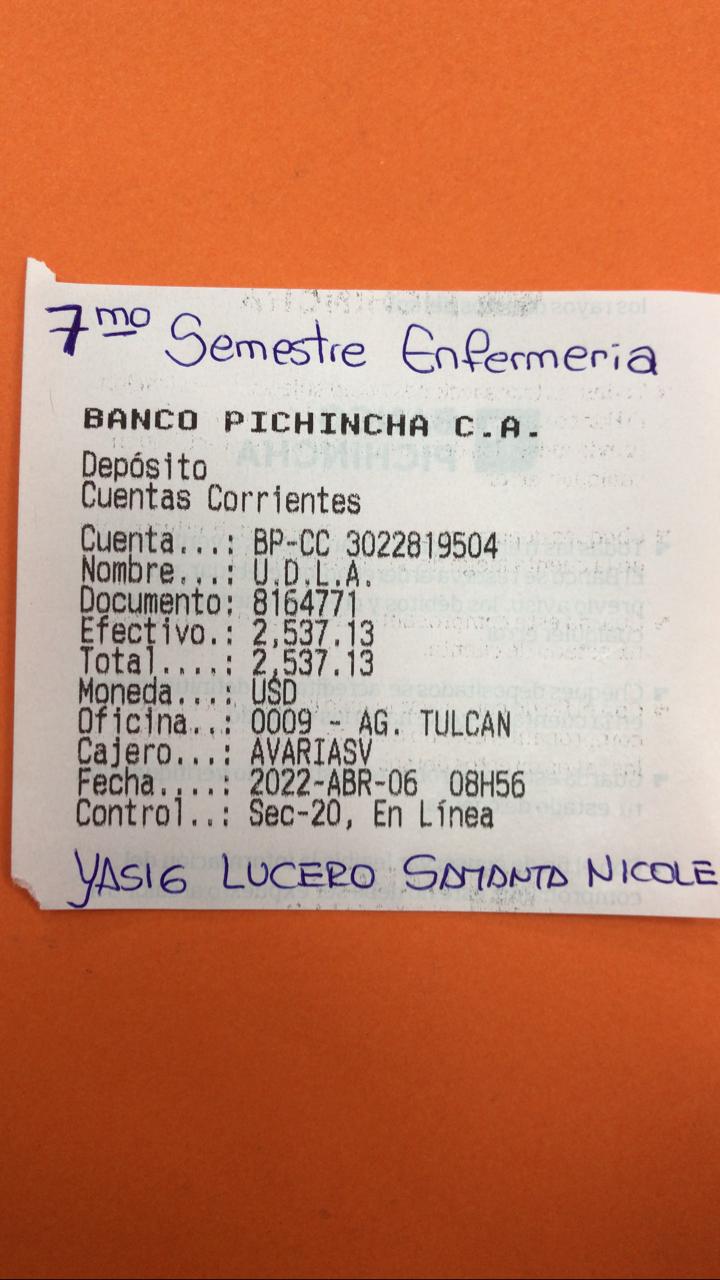 7mo Semestre Enfermeria
BANCO PICHINCHA C.A.
Depósito
Cuentas Corrientes
Cuenta...: BP-CC 3022819504
Nombre...: U.D.L.A.
Documento: 8164771
Efectivo.: 2,537.13
Total....: 2,537.13
Moneda...: USD
Oficina..: 0009 - AG. TULCAN
Cajero...: AVARIASV
Fecha....: 2022-ABR-06 08H56
Control..: Sec-20, En Línea
YASIG LUCERO SAMANTA NICOLE